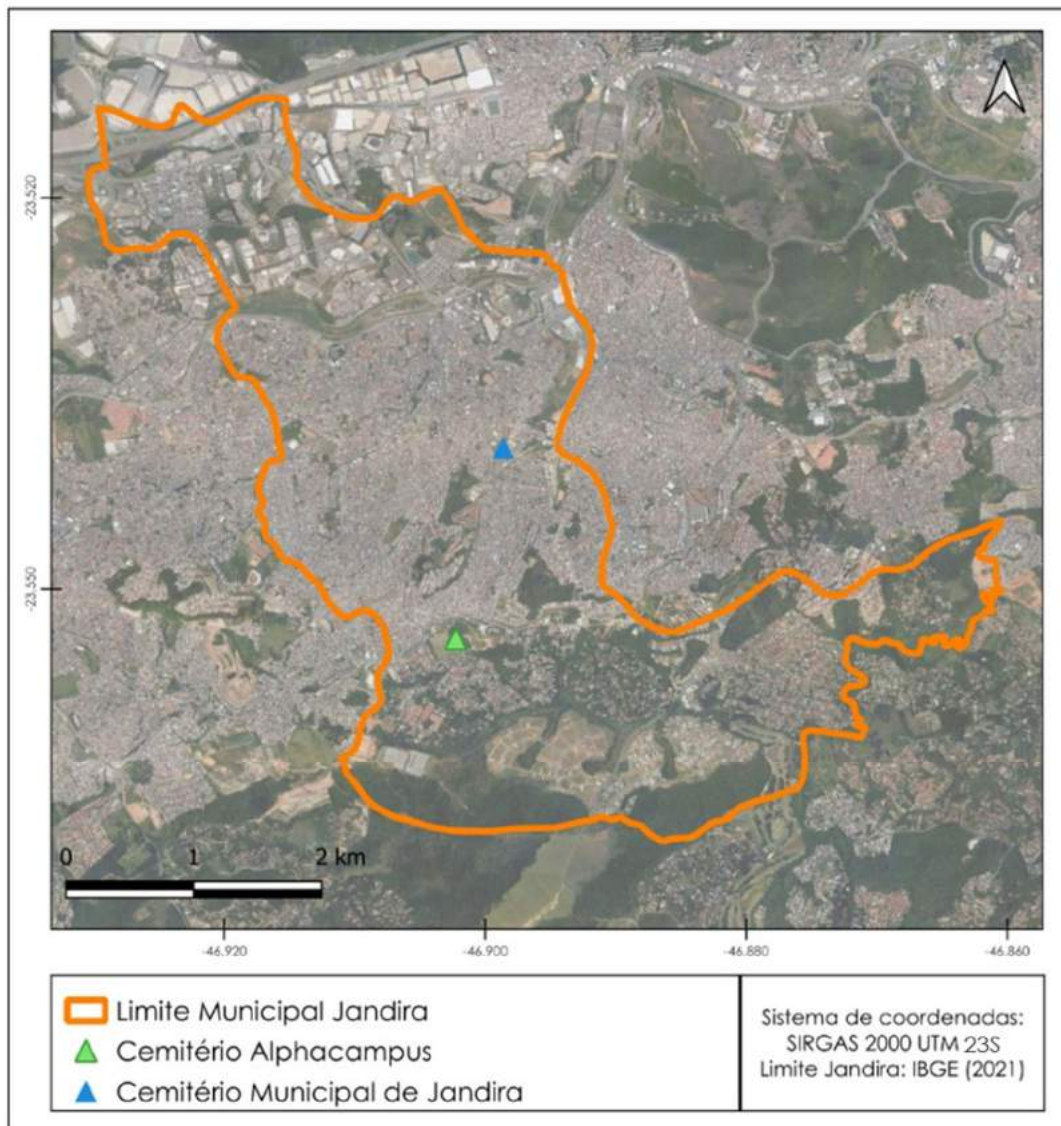 -23.520
-23.550
0 1 2 km
-46.920 -46.900 -46.880 -46.860
Limite Municipal Jandira
Cemitério Alphacampus
Cemitério Municipal de Jandira
Sistema de coordenadas:
SIRGAS 2000 UTM 23S
Limite Jandira: IBGE (2021)